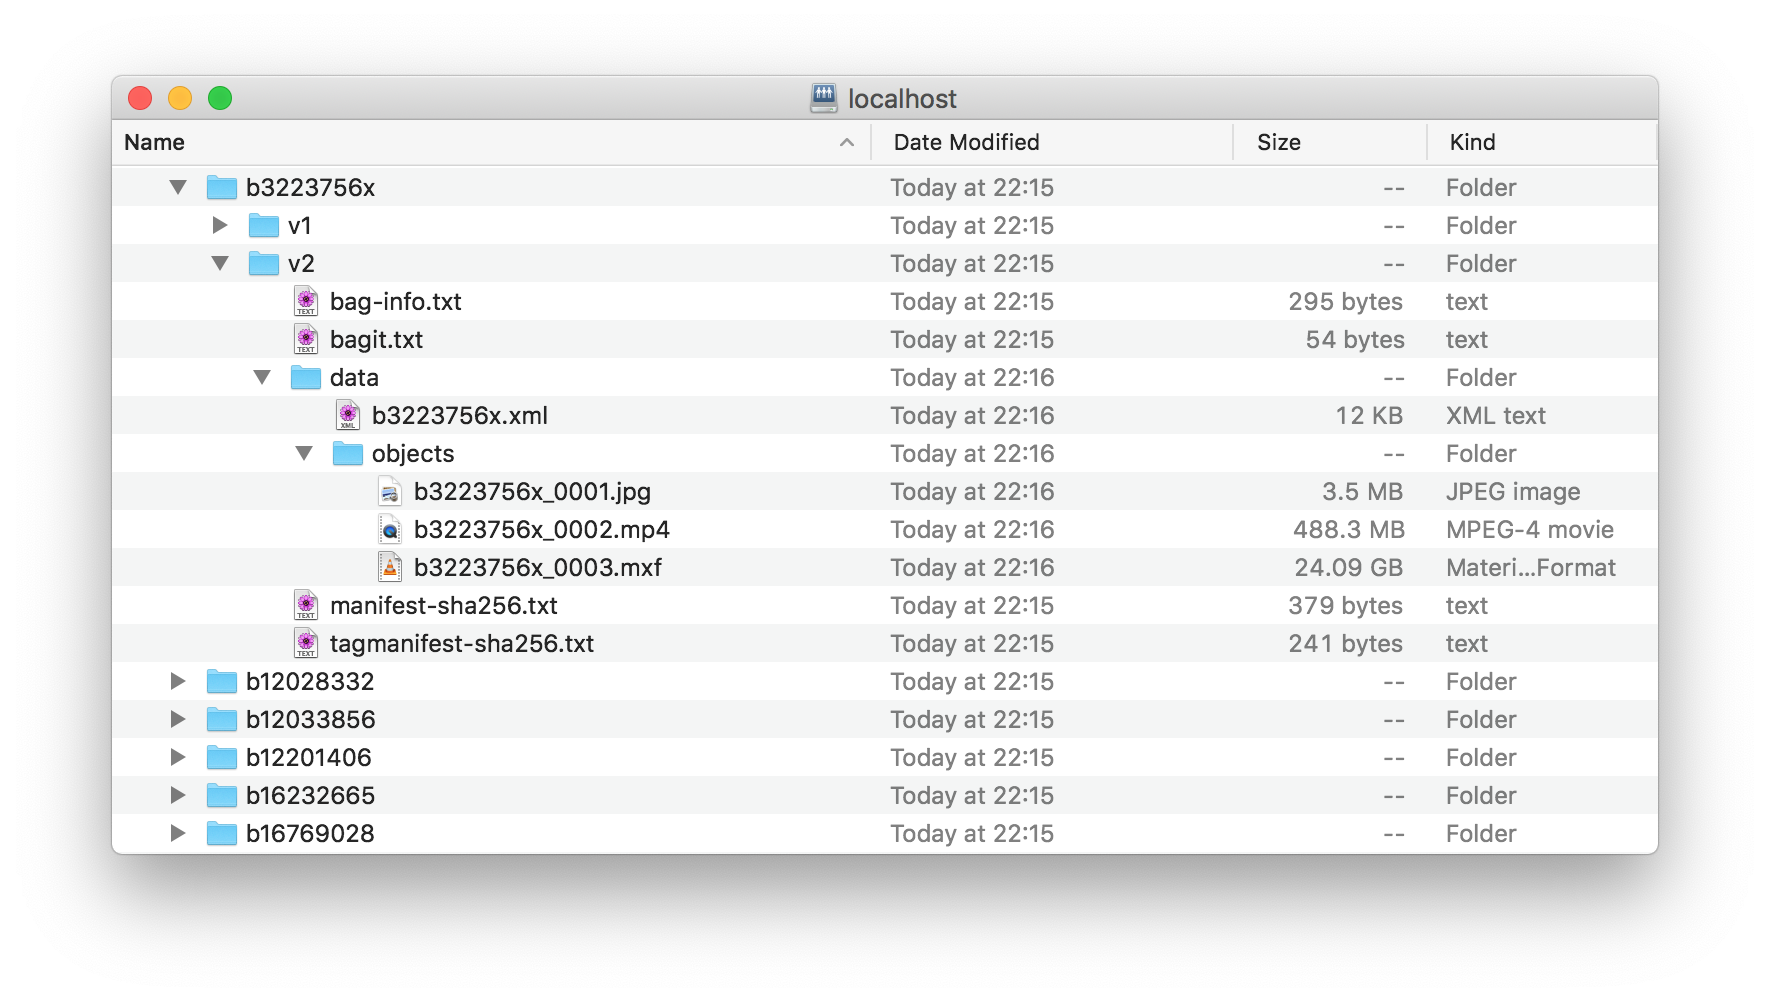 localhost
Name Date Modified Size Kind
b3223756x Today at 22:15 -- Folder
v1 Today at 22:15 -- Folder
v2 Today at 22:15 -- Folder
TEXT bag-info.txt Today at 22:15 295 bytes text
TEXT bagit.txt Today at 22:15 54 bytes text
data Today at 22:16 -- Folder
XML b3223756x.xml Today at 22:16 12 KB XML text
objects Today at 22:16 -- Folder
b3223756x_0001.jpg Today at 22:16 3.5 MB JPEG image
b3223756x_0002.mp4 Today at 22:16 488.3 MB MPEG-4 movie
b3223756x_0003.mxf Today at 22:16 24.09 GB Materi...Format
TEXT manifest-sha256.txt Today at 22:15 379 bytes text
TEXT tagmanifest-sha256.txt Today at 22:15 241 bytes text
b12028332 Today at 22:15 -- Folder
b12033856 Today at 22:15 -- Folder
b12201406 Today at 22:15 -- Folder
b16232665 Today at 22:15 -- Folder
b16769028 Today at 22:15 -- Folder